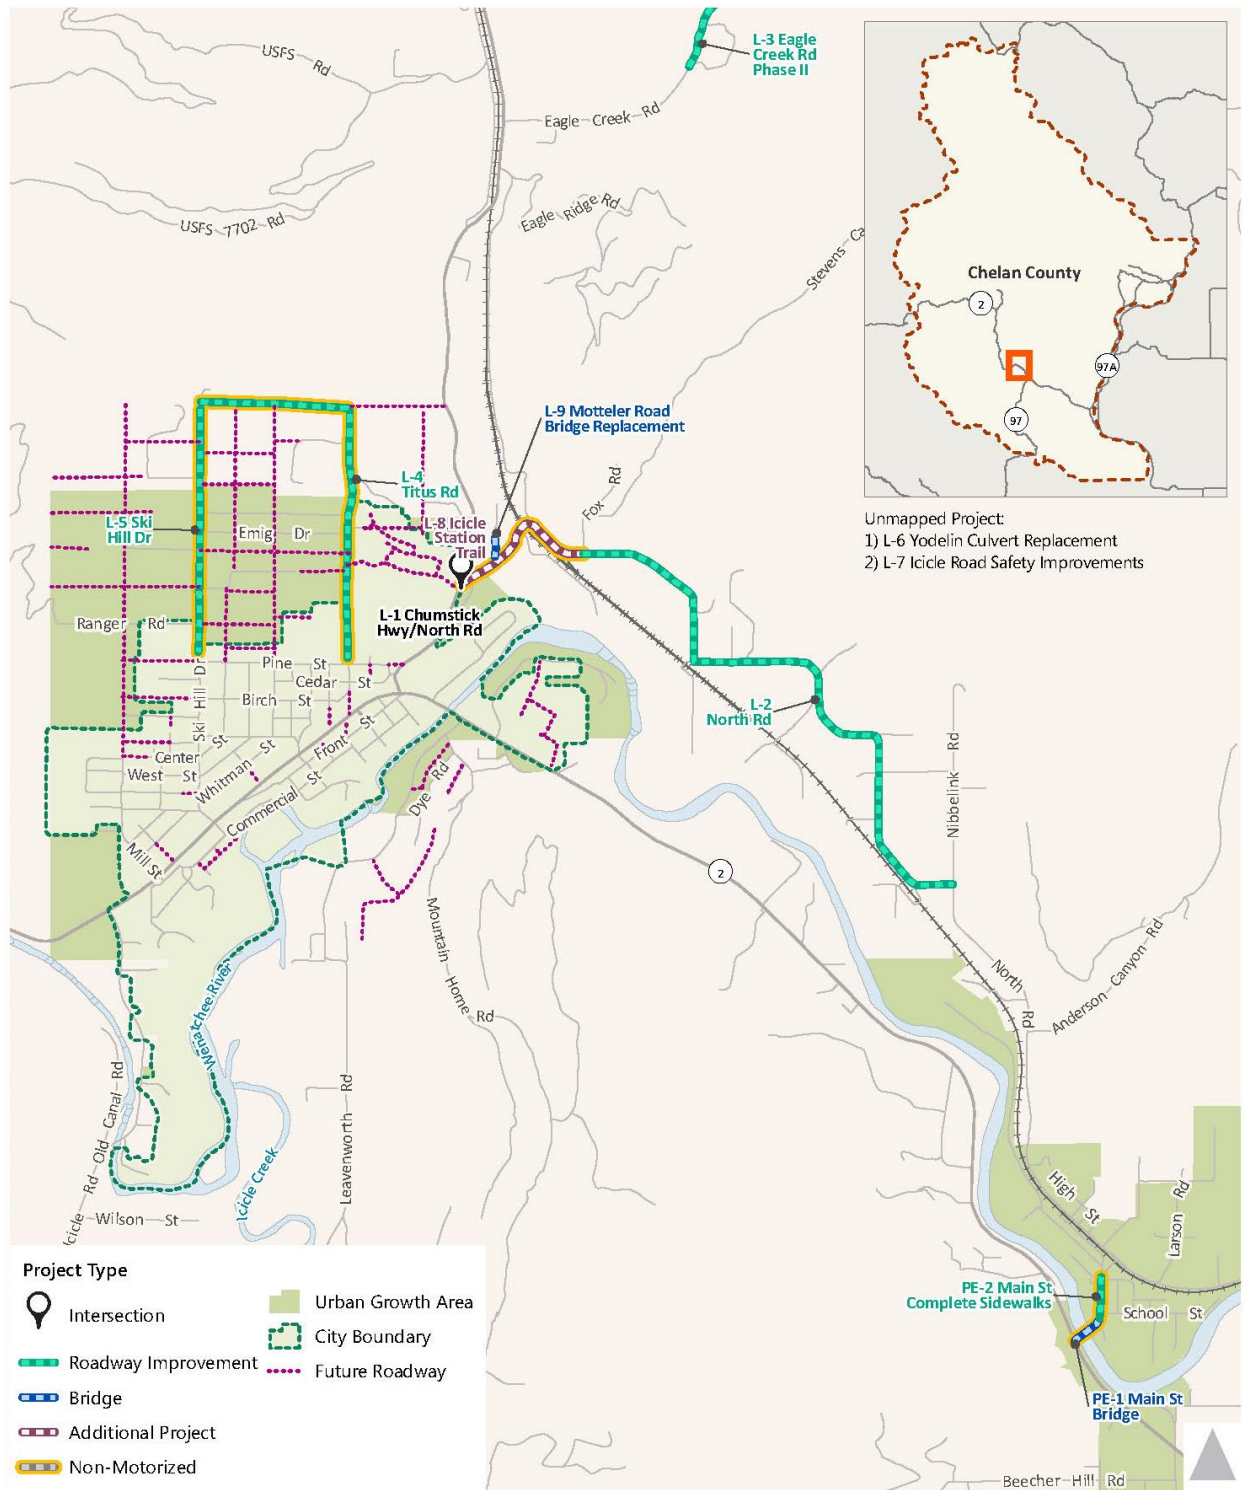 USFS Rd
L-3 Eagle
Creek Rd
Phase II
Eagle Creek Rd
Eagle Ridge Rd
USFS 7702 Rd
Stevens Ca
Chelan County
2
97A
97
Unmapped Project:
1) L-6 Yodelin Culvert Replacement
2) L-7 Icicle Road Safety Improvements
L-9 Motteler Road
Bridge Replacement
L-4
Titus Rd
Fox Rd
L-5 Ski
Hill Dr
Emig Dr
L-8 Icicle
Station
Trail
L-1 Chumstick
Hwy/North Rd
Ranger Rd
Pine St
Cedar St
Birch St
Ski Hill Dr
L-2
North Rd
Center St
West St
Whitman St
Front St
Commercial St
Dye Rd
Nibbelink Rd
Mill St
2
Mountain Home Rd
North Rd
Anderson Canyon Rd
Wenatchee River
Icicle Rd
Old Canal Rd
Leavenworth Rd
Icicle Creek
Wilson St
High St
Larson Rd
PE-2 Main St
Complete Sidewalks
School St
PE-1 Main St
Bridge
Beecher Hill Rd
Project Type
Intersection
Roadway Improvement
Bridge
Additional Project
Non-Motorized
Urban Growth Area
City Boundary
Future Roadway